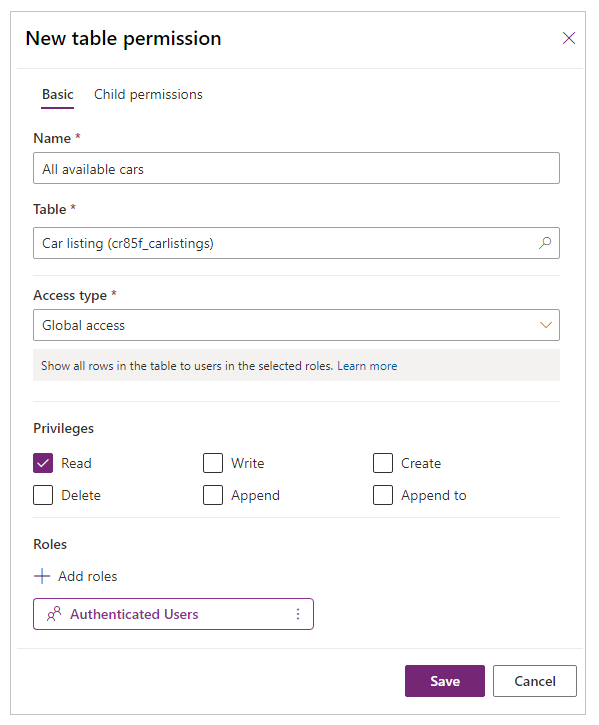 New table permission
Basic Child permissions
Name *
All available cars
Table *
Car listing (cr85f_carlistings)
Access type *
Global access
Show all rows in the table to users in the selected roles. Learn more
Privileges
Read Write Create
Delete Append Append to
Roles
Add roles
Authenticated Users
Save Cancel